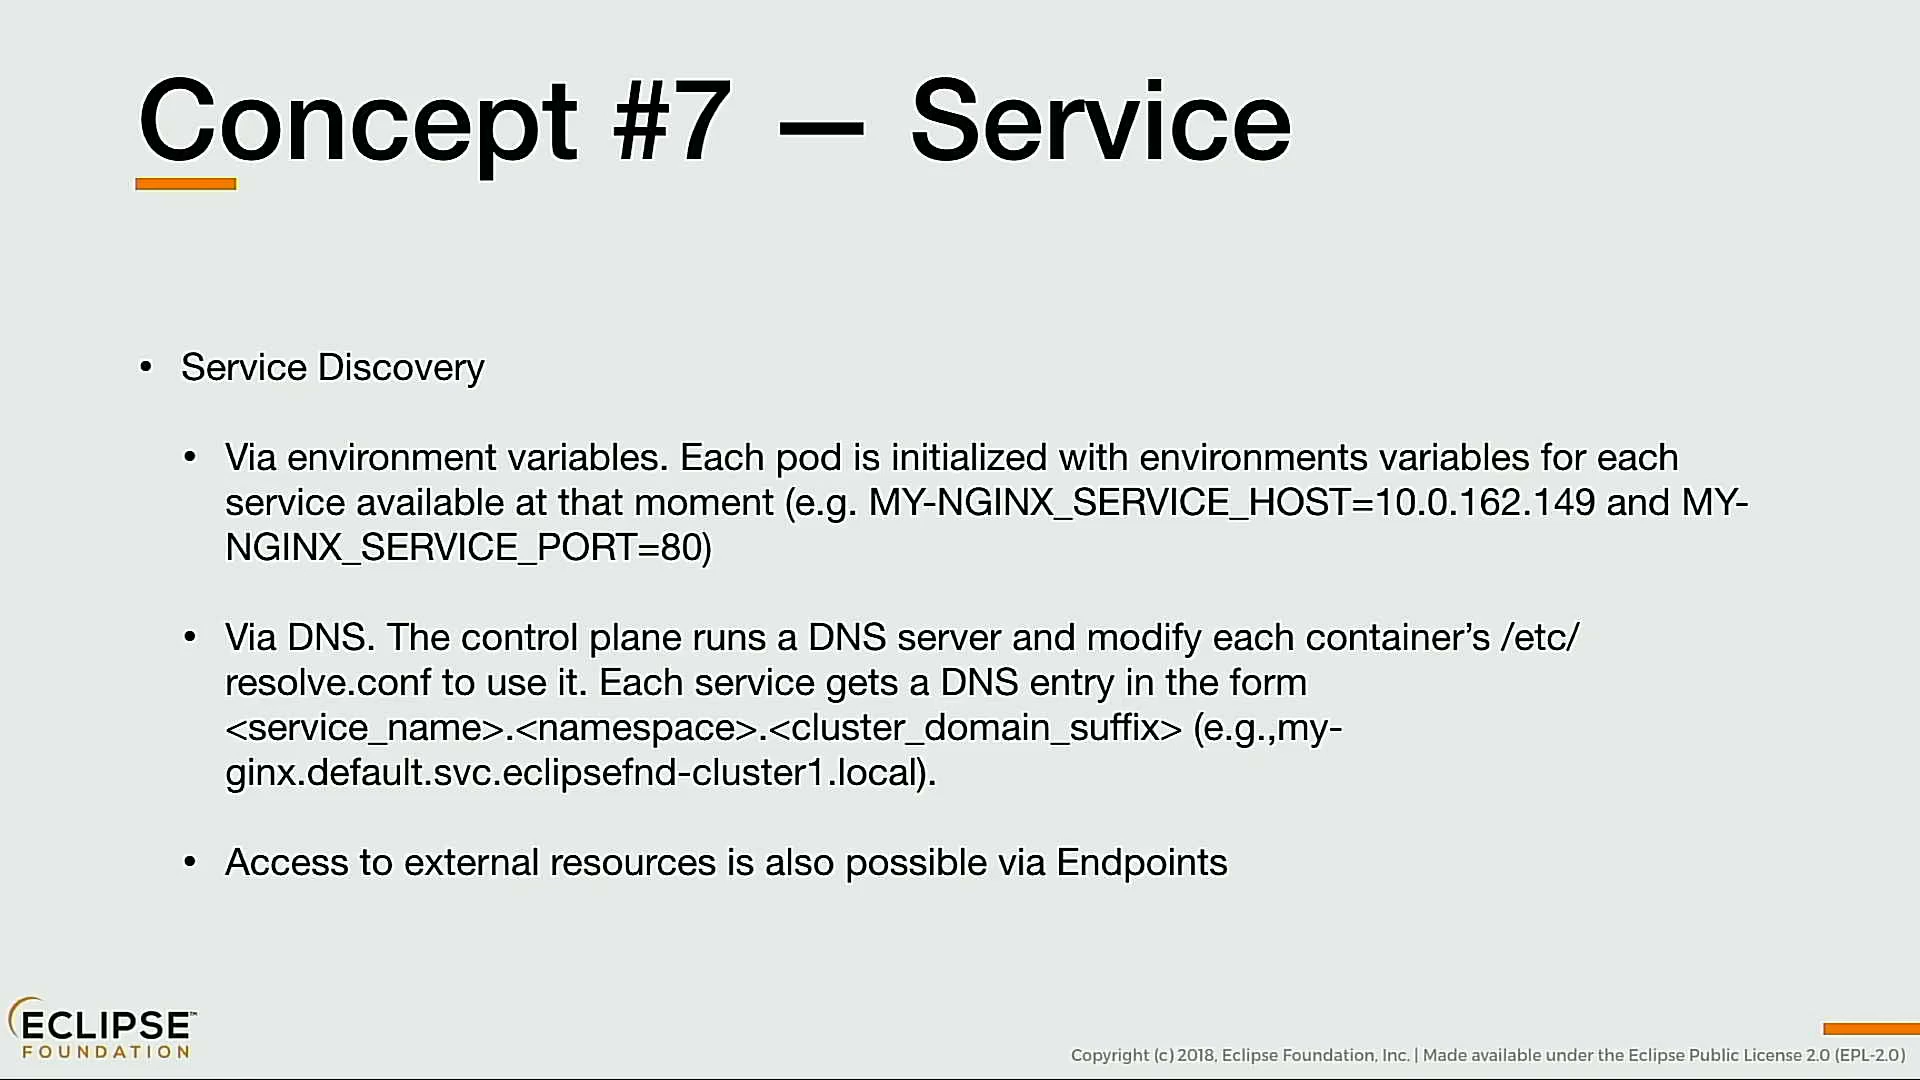 Concept #7 — Service
• Service Discovery
• Via environment variables. Each pod is initialized with environments variables for each
service available at that moment (e.g. MY-NGINX_SERVICE_HOST=10.0.162.149 and MY-
NGINX_SERVICE_PORT=80)
• Via DNS. The control plane runs a DNS server and modify each container’s /etc/
resolve.conf to use it. Each service gets a DNS entry in the form
<service_name>.<namespace>.<cluster_domain_suffix> (e.g.,my-
ginx.default.svc.eclipsefnd-cluster1.local).
• Access to external resources is also possible via Endpoints
ECLIPSE™
FOUNDATION
Copyright (c) 2018, Eclipse Foundation, Inc. | Made available under the Eclipse Public License 2.0 (EPL-2.0)